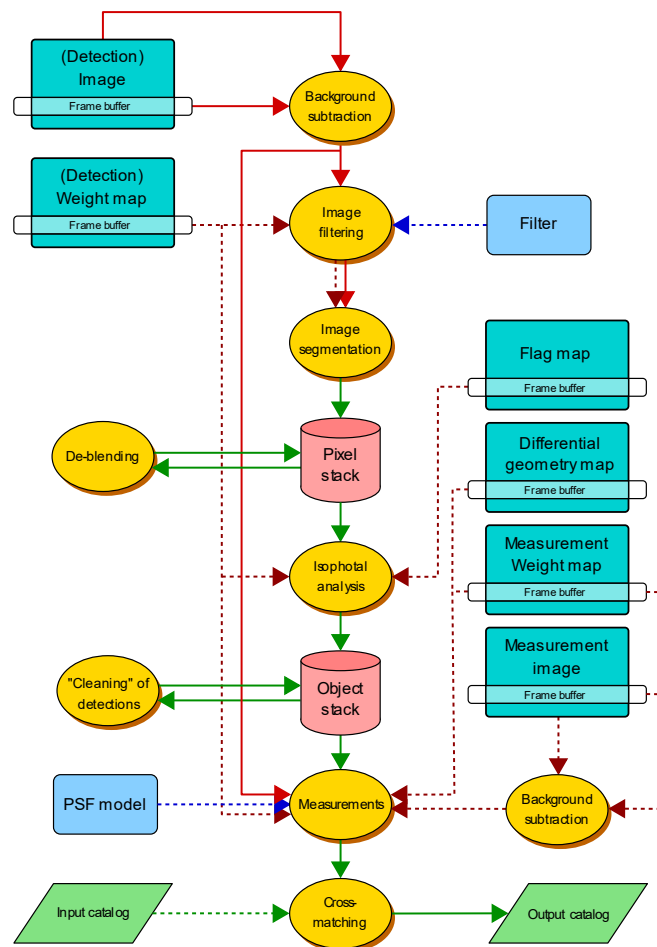 (Detection)
Image
Frame buffer
Background
subtraction
(Detection)
Weight map
Frame buffer
Image
filtering
Filter
Image
segmentation
Flag map
Frame buffer
De-blending
Pixel
stack
Differential
geometry map
Frame buffer
Isophotal
analysis
Measurement
Weight map
Frame buffer
"Cleaning" of
detections
Object
stack
Measurement
image
Frame buffer
PSF model
Measurements
Background
subtraction
Input catalog
Cross-
matching
Output catalog